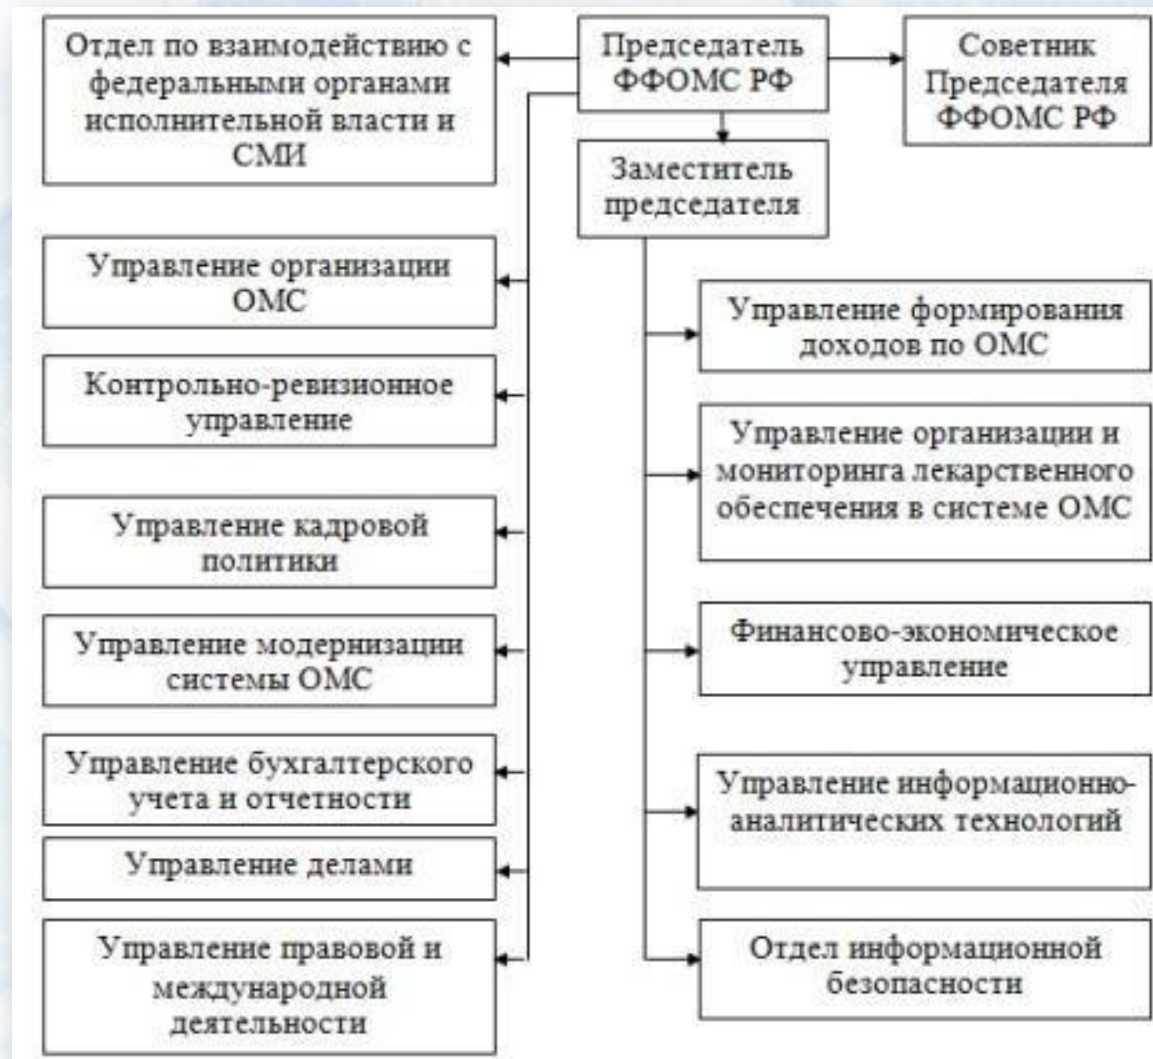 Отдел по взаимодействию с
федеральными органами
исполнительной власти и
СМИ
Председатель
ФФОМС РФ
Советник
Председателя
ФФОМС РФ
Заместитель
председателя
Управление организации
ОМС
Контрольно-ревизионное
управление
Управление кадровой
политики
Управление модернизации
системы ОМС
Управление бухгалтерского
учета и отчетности
Управление делами
Управление правовой и
международной
деятельности
Управление формирования
доходов по ОМС
Управление организации и
мониторинга лекарственного
обеспечения в системе ОМС
Финансово-экономическое
управление
Управление информационно-
аналитических технологий
Отдел информационной
безопасности